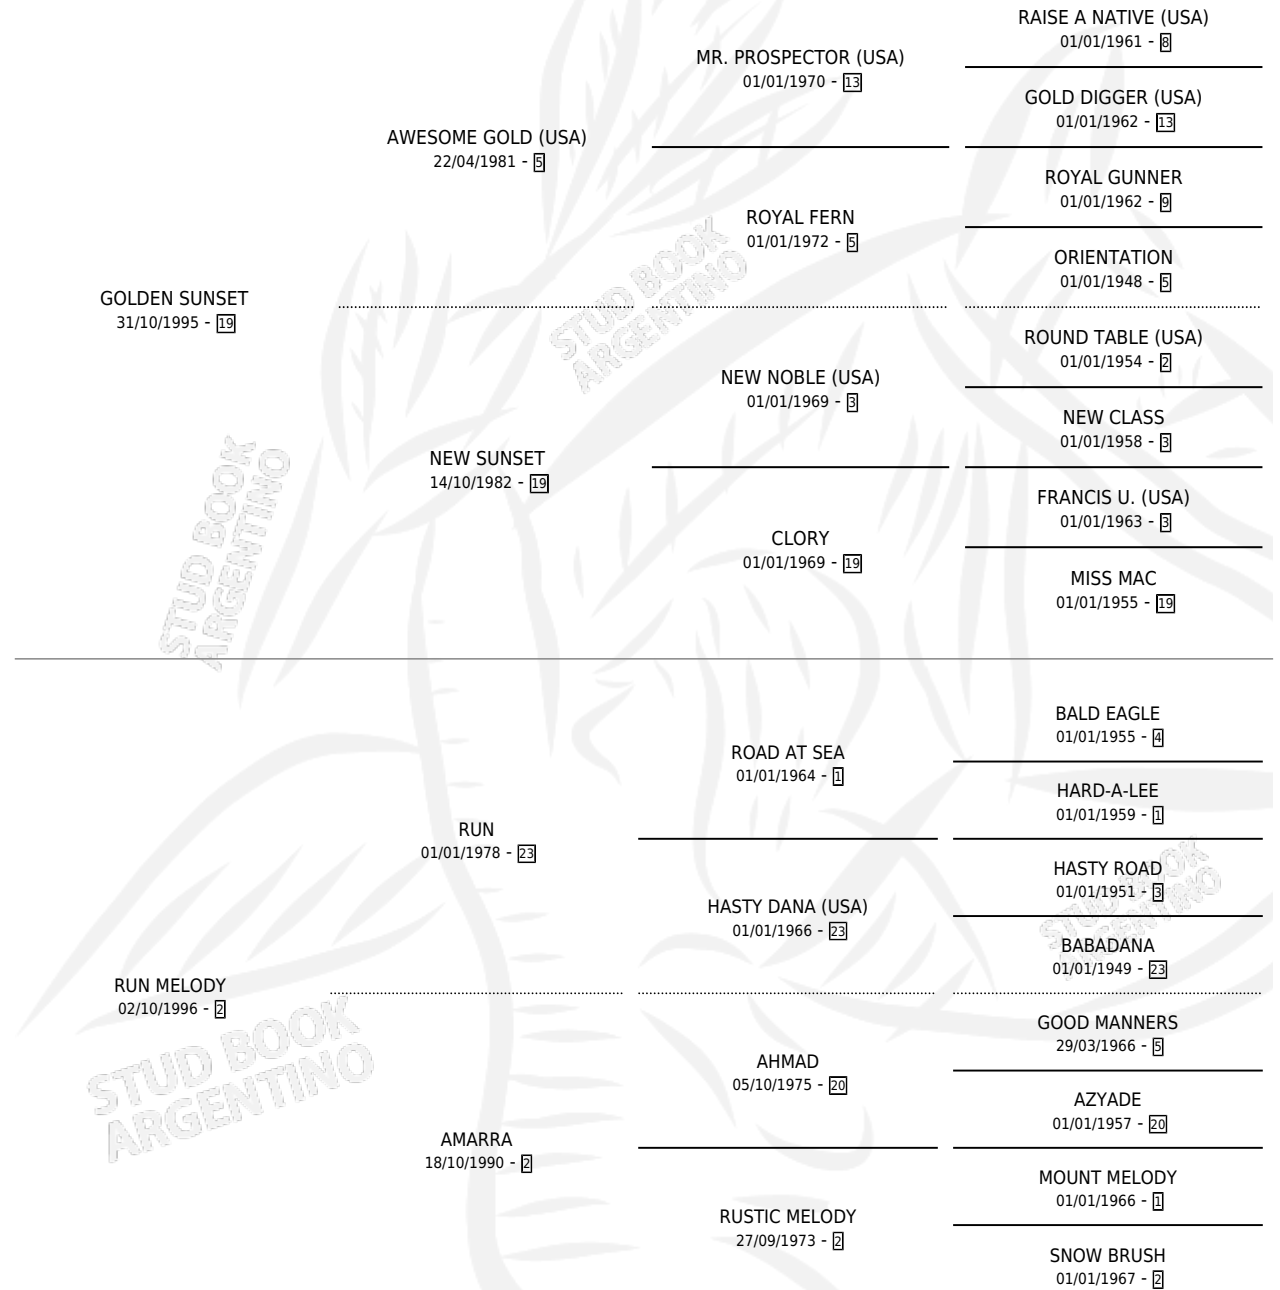 RAISE A NATIVE (USA)
01/01/1961 - 8
MR. PROSPECTOR (USA)
01/01/1970 - 13
GOLD DIGGER (USA)
01/01/1962 - 13
AWESOME GOLD (USA)
22/04/1981 - 5
ROYAL GUNNER
01/01/1962 - 9
ROYAL FERN
01/01/1972 - 5
ORIENTATION
01/01/1948 - 5
GOLDEN SUNSET
31/10/1995 - 19
STUD BOOK
ARGENTINO
ROUND TABLE (USA)
01/01/1954 - 2
NEW NOBLE (USA)
01/01/1969 - 3
NEW CLASS
01/01/1958 - 3
NEW SUNSET
14/10/1982 - 19
FRANCIS U. (USA)
01/01/1963 - 3
CLORY
01/01/1969 - 19
MISS MAC
01/01/1955 - 19
STUD BOOK
ARGENTINO
BALD EAGLE
01/01/1955 - 4
ROAD AT SEA
01/01/1964 - 1
HARD-A-LEE
01/01/1959 - 1
RUN
01/01/1978 - 23
HASTY ROAD
01/01/1951 - 3
HASTY DANA (USA)
01/01/1966 - 23
BABADANA
01/01/1949 - 23
STUD BOOK
ARGENTINO
RUN MELODY
02/10/1996 - 2
GOOD MANNERS
29/03/1966 - 5
AHMAD
05/10/1975 - 20
AZYADE
01/01/1957 - 20
STUD BOOK
ARGENTINO
AMARRA
18/10/1990 - 2
MOUNT MELODY
01/01/1966 - 1
RUSTIC MELODY
27/09/1973 - 2
SNOW BRUSH
01/01/1967 - 2